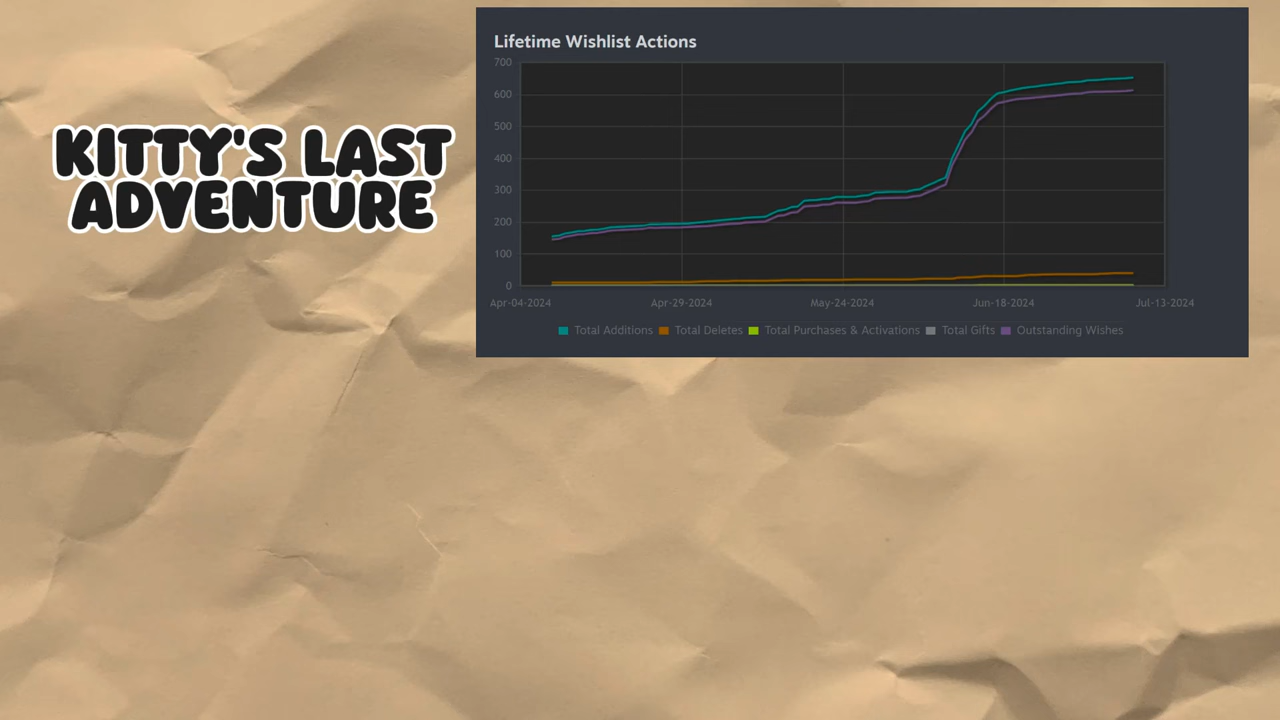 KITTY'S LAST
ADVENTURE
Lifetime Wishlist Actions
700
600
500
400
300
200
100
0
Apr-04-2024 Apr-29-2024 May-24-2024 Jun-18-2024 Jul-13-2024
Total Additions Total Deletes Total Purchases & Activations Total Gifts Outstanding Wishes